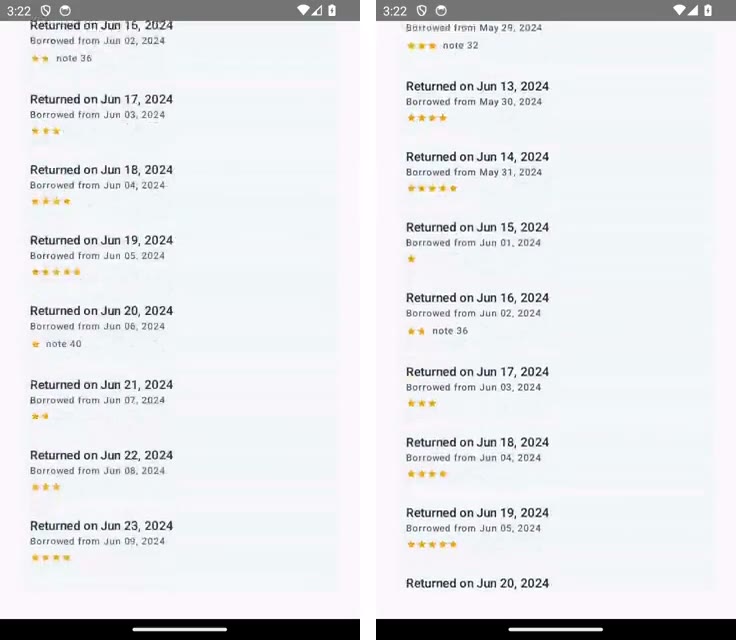 3:22
Returned on Jun 16, 2024
Borrowed from Jun 02, 2024
note 36
Returned on Jun 17, 2024
Borrowed from Jun 03, 2024
Returned on Jun 18, 2024
Borrowed from Jun 04, 2024
Returned on Jun 19, 2024
Borrowed from Jun 05, 2024
Returned on Jun 20, 2024
Borrowed from Jun 06, 2024
note 40
Returned on Jun 21, 2024
Borrowed from Jun 07, 2024
Returned on Jun 22, 2024
Borrowed from Jun 08, 2024
Returned on Jun 23, 2024
Borrowed from Jun 09, 2024
3:22
Borrowed from May 29, 2024
note 32
Returned on Jun 13, 2024
Borrowed from May 30, 2024
Returned on Jun 14, 2024
Borrowed from May 31, 2024
Returned on Jun 15, 2024
Borrowed from Jun 01, 2024
Returned on Jun 16, 2024
Borrowed from Jun 02, 2024
note 36
Returned on Jun 17, 2024
Borrowed from Jun 03, 2024
Returned on Jun 18, 2024
Borrowed from Jun 04, 2024
Returned on Jun 19, 2024
Borrowed from Jun 05, 2024
Returned on Jun 20, 2024